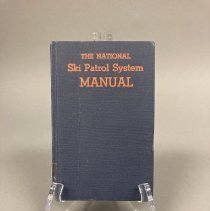 THE NATIONAL
Ski Patrol System
MANUAL